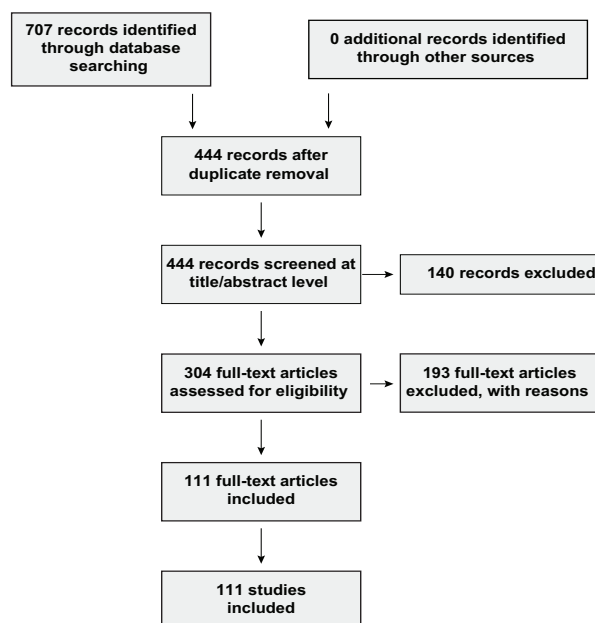 707 records identified
through database
searching
0 additional records identified
through other sources
444 records after
duplicate removal
444 records screened at
title/abstract level
140 records excluded
304 full-text articles
assessed for eligibility
193 full-text articles
excluded, with reasons
111 full-text articles
included
111 studies
included